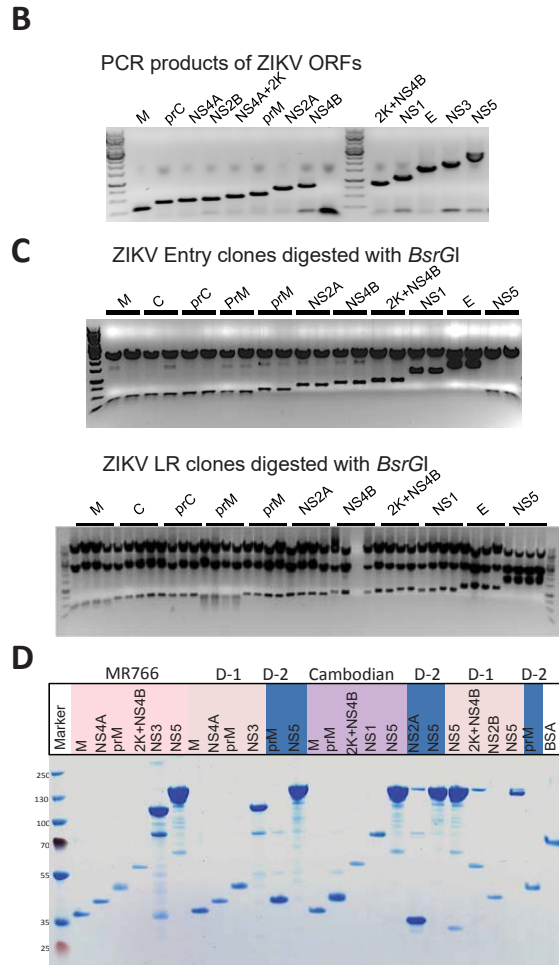 B
PCR products of ZIKV ORFs
M prC NS4A NS2B NS4A+2K prM NS2A NS4B 2K+NS4B NS1 E NS3 NS5
C
ZIKV Entry clones digested with BsrGI
M C prC PrM prM NS2A NS4B 2K+NS4B NS1 E NS5
ZIKV LR clones digested with BsrGI
M C prC prM prM NS2A NS4B 2K+NS4B NS1 E NS5
D
MR766 D-1 D-2 Cambodian D-2 D-1 D-2
Marker M NS4A prM 2K+NS4B NS3 NS5 M NS4A prM NS3 prM NS5 M prM 2K+NS4B NS1 NS5 NS2A NS5 NS5 2K+NS4B NS2B NS5 prM BSA
250
130
100
70
55
35
25